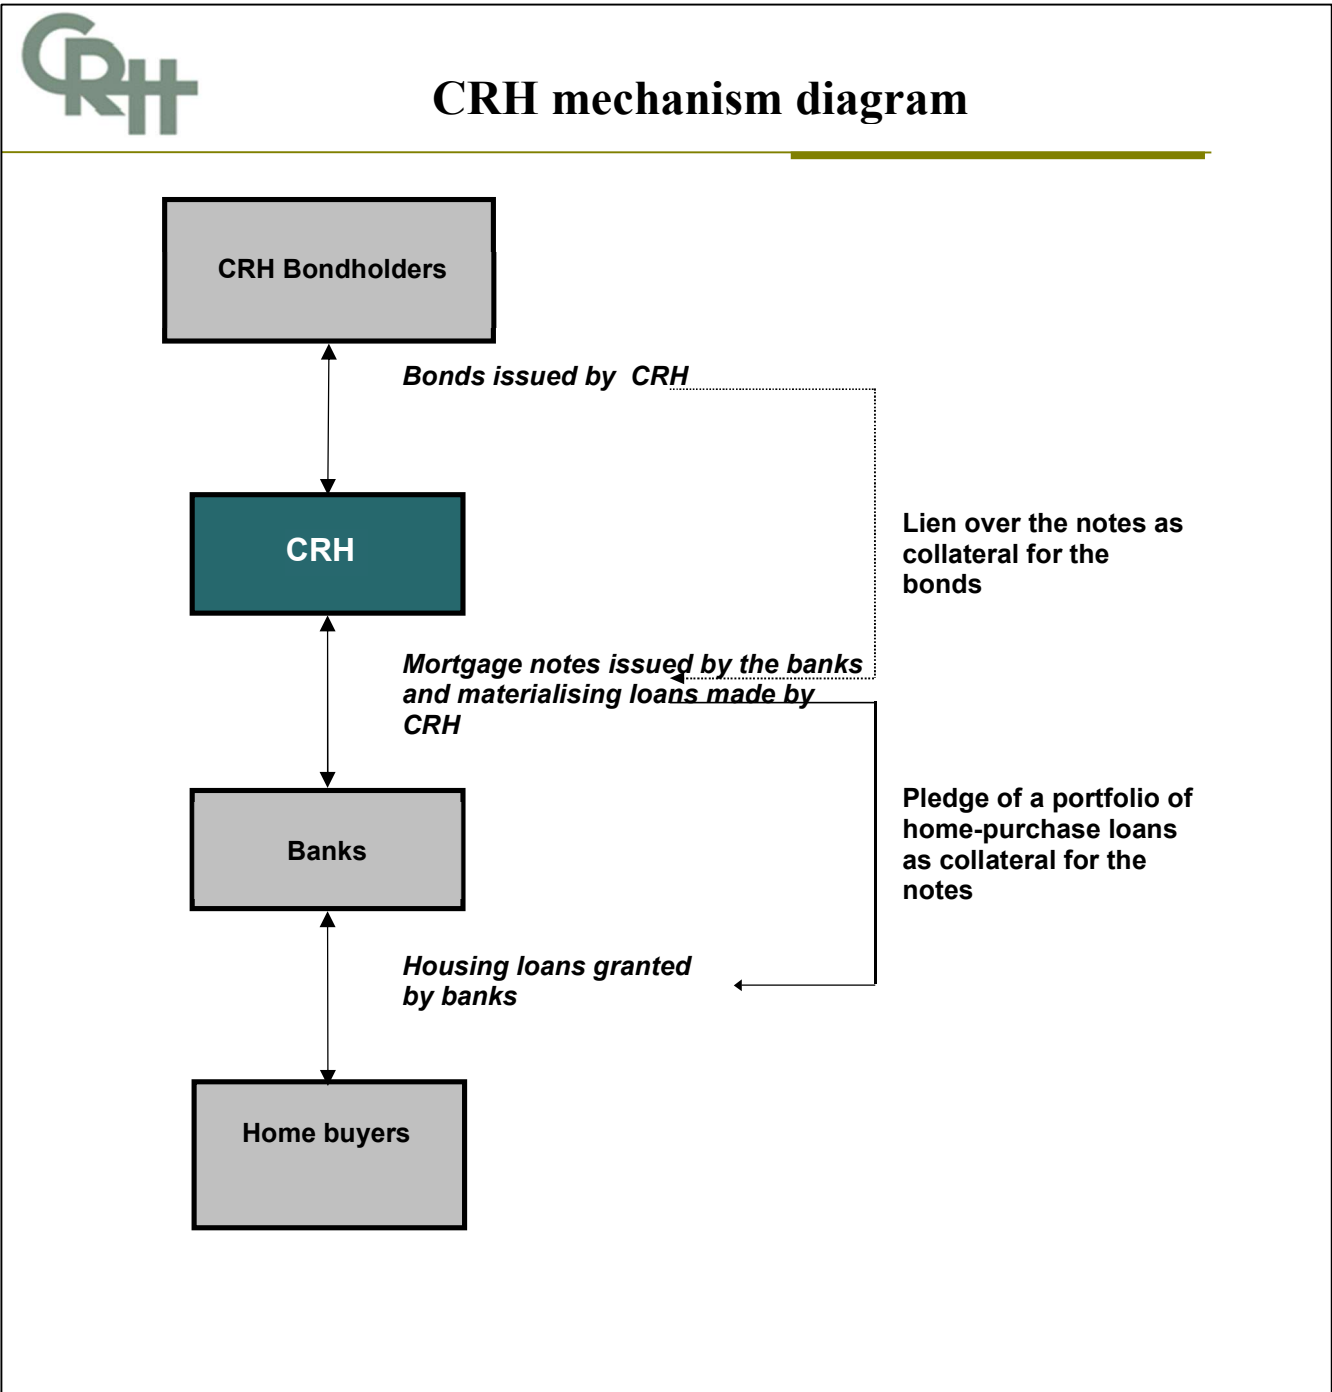 CRH
CRH mechanism diagram
CRH Bondholders
Bonds issued by CRH
CRH
Lien over the notes as
collateral for the
bonds
Mortgage notes issued by the banks
and materialising loans made by
CRH
Banks
Pledge of a portfolio of
home-purchase loans
as collateral for the
notes
Housing loans granted
by banks
Home buyers